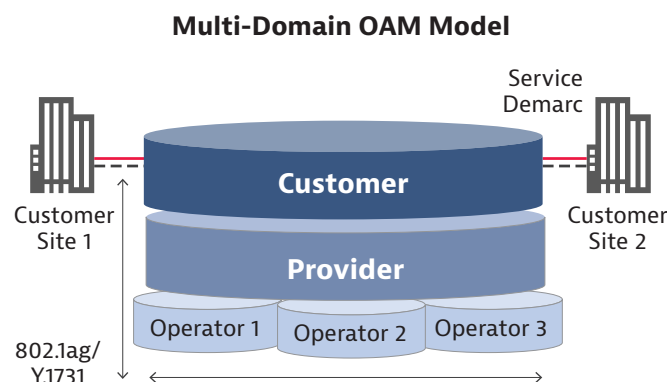 Multi-Domain OAM Model
Service
Demarc
Customer
Customer
Site 1
Customer
Site 2
Provider
Operator 1
Operator 2
Operator 3
802.1ag/
Y.1731